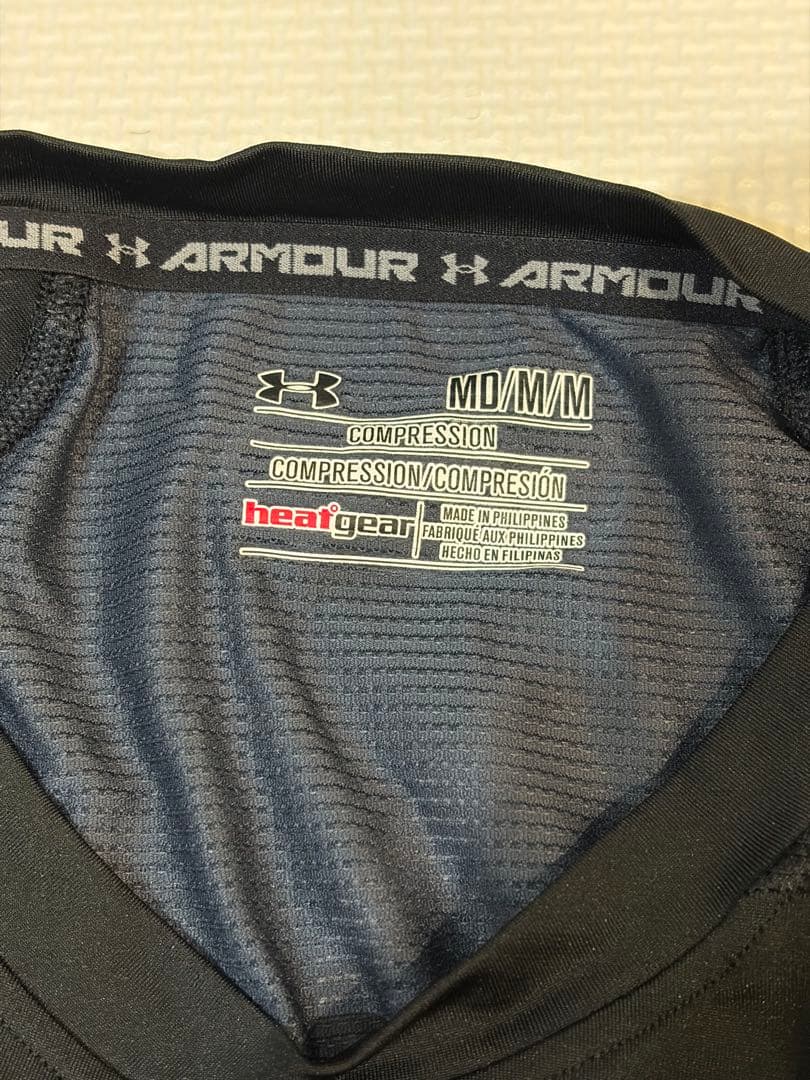 UR ARMOUR ARMOUR
MD/M/M
COMPRESSION
COMPRESSION/COMPRESIÓN
heatgear
MADE IN PHILIPPINES
FABRIQUÉ AUX PHILIPPINES
HECHO EN FILIPINAS